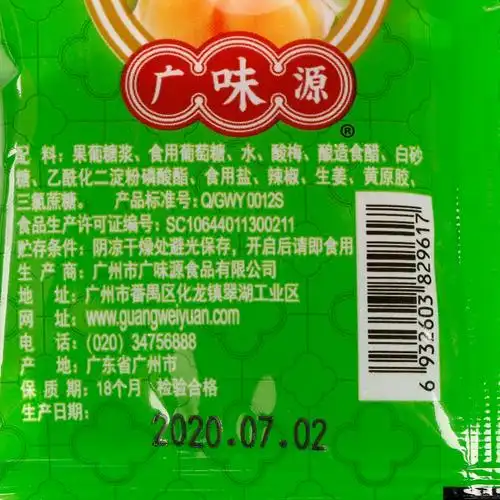 广味源
®
配 料：果葡糖浆、食用葡萄糖、水、酸梅、酿造食醋、白砂
糖、乙酰化二淀粉磷酸酯、食用盐、辣椒、生姜、黄原胶、
三氯蔗糖。 产品标准号：Q/GWY 0012S
食品生产许可证编号：SC10644011300211
贮存条件：阴凉干燥处避光保存，开启后请即食用
生 产 商：广州市广味源食品有限公司
地 址：广州市番禺区化龙镇翠湖工业区
网 址：www.guangweiyuan.com
电 话：(020) 34756888
产 地：广东省广州市
保 质 期：18个月 检验合格
生产日期：
2020.07.02
6 932603 829617